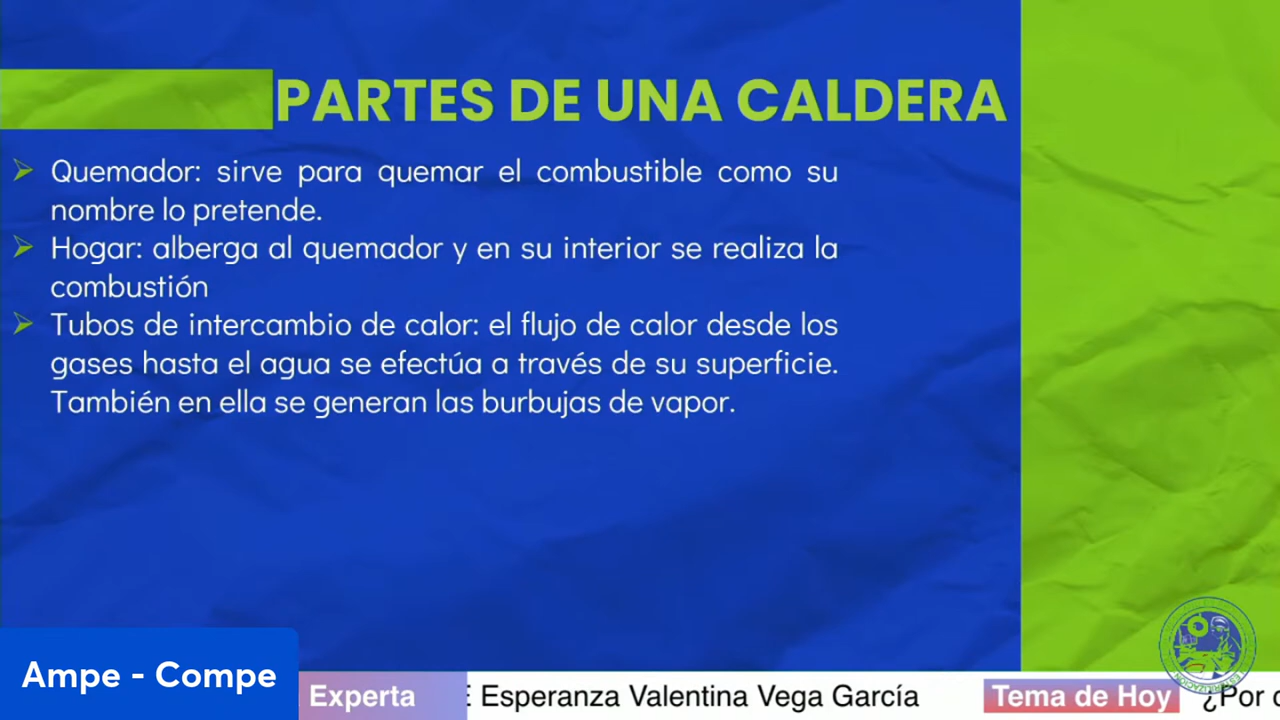 PARTES DE UNA CALDERA
➢ Quemador: sirve para quemar el combustible como su
nombre lo pretende.
➢ Hogar: alberga al quemador y en su interior se realiza la
combustión
➢ Tubos de intercambio de calor: el flujo de calor desde los
gases hasta el agua se efectúa a través de su superficie.
También en ella se generan las burbujas de vapor.
Ampe - Compe
Experta Esperanza Valentina Vega García Tema de Hoy ¿Por